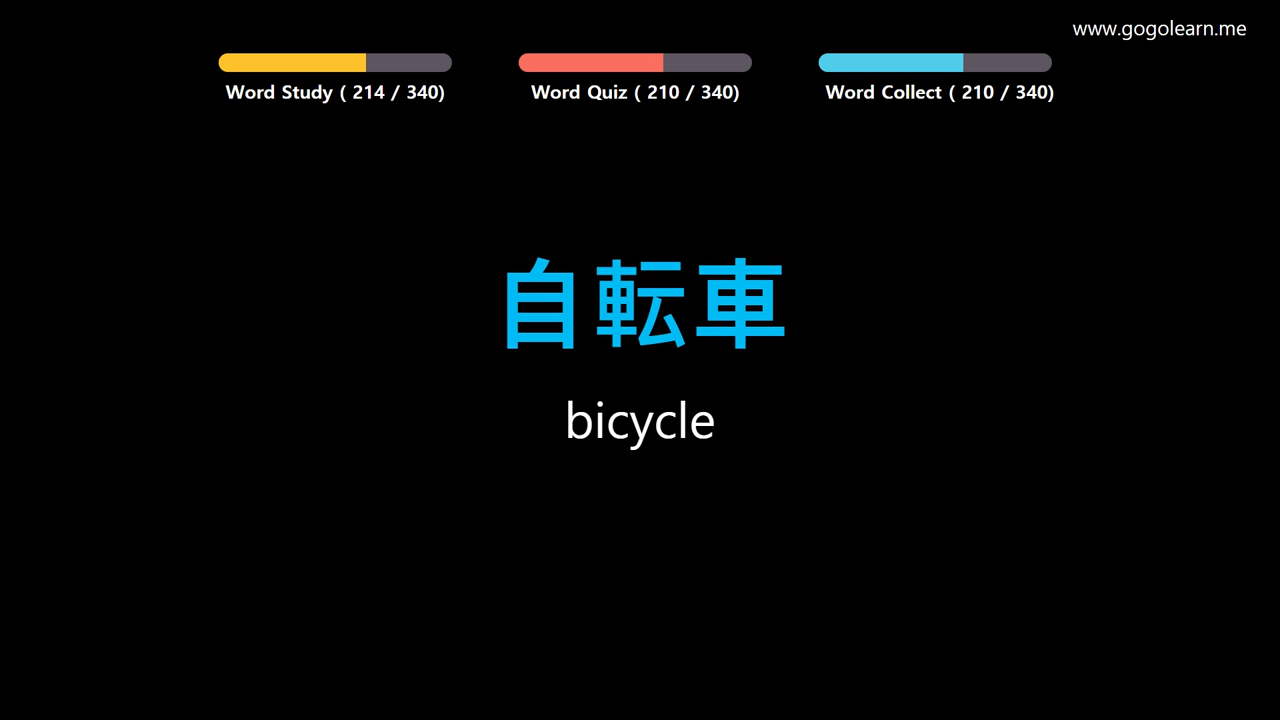 www.gogolearn.me
Word Study ( 214 / 340)
Word Quiz ( 210 / 340)
Word Collect ( 210 / 340)
自転車
bicycle